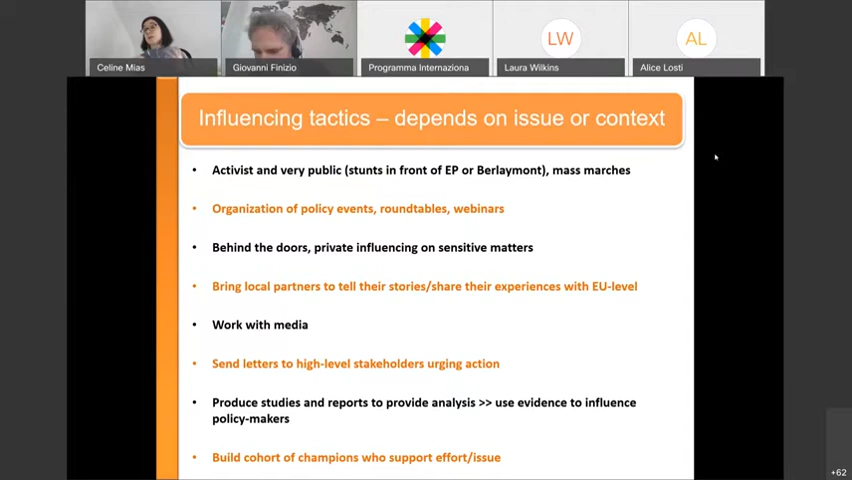 LW
AL
Celine Mias
Giovanni Finizio
Programma Internaziona
Laura Wilkins
Alice Losti
Influencing tactics – depends on issue or context
• Activist and very public (stunts in front of EP or Berlaymont), mass marches
• Organization of policy events, roundtables, webinars
• Behind the doors, private influencing on sensitive matters
• Bring local partners to tell their stories/share their experiences with EU-level
• Work with media
• Send letters to high-level stakeholders urging action
• Produce studies and reports to provide analysis >> use evidence to influence
policy-makers
• Build cohort of champions who support effort/issue
+62